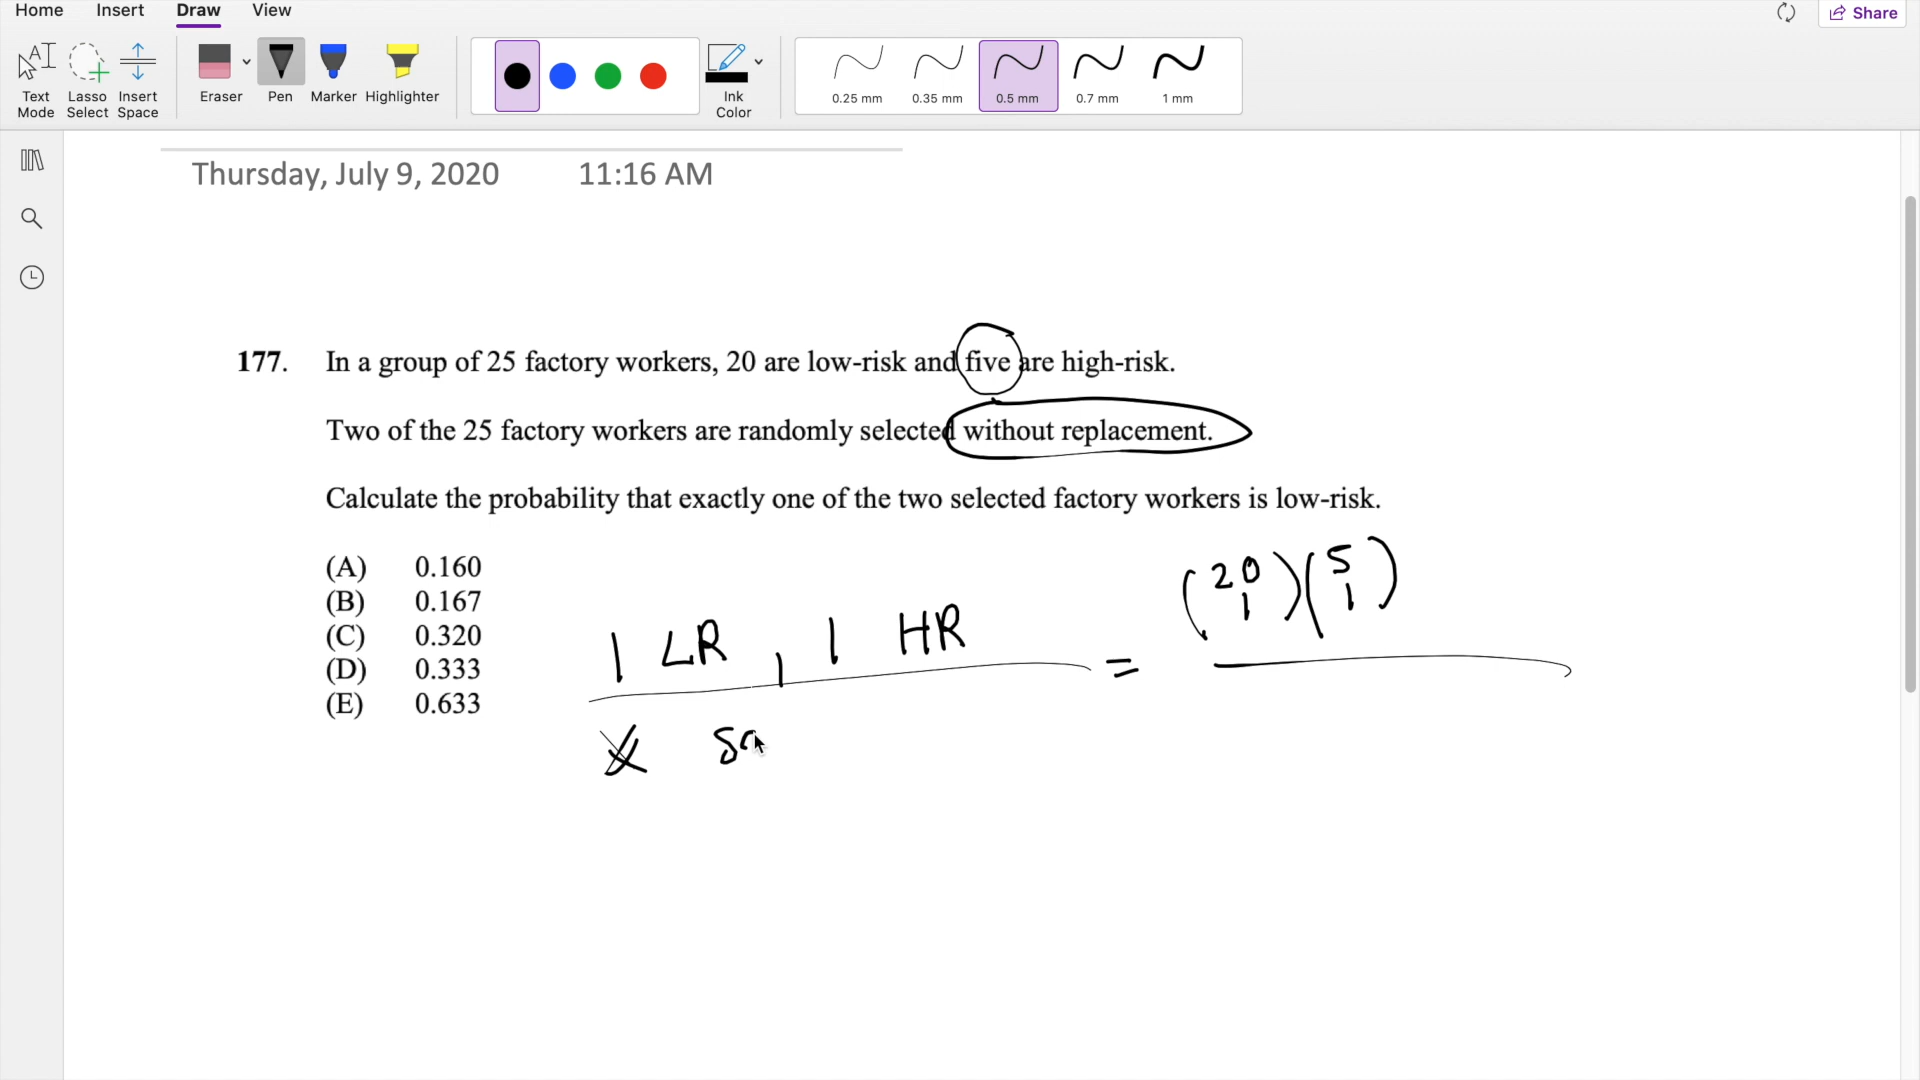 Home Insert Draw View Share
Text Mode Lasso Select Insert Space Eraser Pen Marker Highlighter Ink Color 0.25 mm 0.35 mm 0.5 mm 0.7 mm 1 mm
Thursday, July 9, 2020 11:16 AM
177. In a group of 25 factory workers, 20 are low-risk and five are high-risk.
Two of the 25 factory workers are randomly selected without replacement.
Calculate the probability that exactly one of the two selected factory workers is low-risk.
(A) 0.160
(B) 0.167
(C) 0.320
(D) 0.333
(E) 0.633
1 LR , 1 HR = (20 1)(5 1)